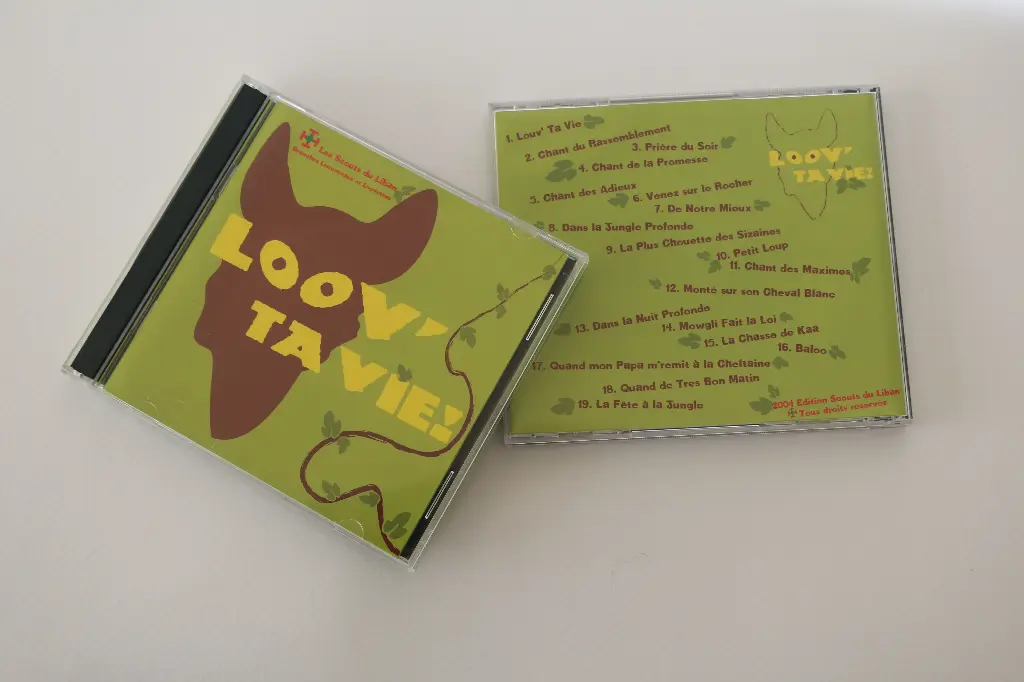 Les Scouts du Liban
Branches Louveteaux et Louvettes
LOOV'
TA VIE!
1. Louv' Ta Vie
2. Chant du Rassemblement
3. Prière du Soir
4. Chant de la Promesse
5. Chant des Adieux
6. Venez sur le Rocher
7. De Notre Mieux
8. Dans la Jungle Profonde
9. La Plus Chouette des Sizaines
10. Petit Loup
11. Chant des Maximes
12. Monté sur son Cheval Blanc
13. Dans la Nuit Profonde
14. Mowgli Fait la Loi
15. La Chasse de Kaa
16. Baloo
17. Quand mon Papa m'remit à la Cheftaine
18. Quand de Tres Bon Matin
19. La Fête à la Jungle
LOOV'
TA VIE!
2004 Edition Scouts du Liban
Tous droits reservés